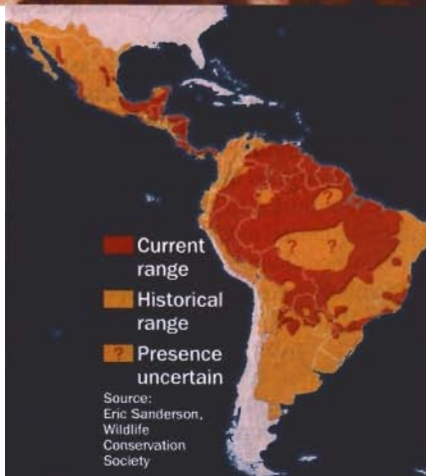 ?
? ?
Current
range
Historical
range
? Presence
uncertain
Source:
Eric Sanderson,
Wildlife
Conservation
Society